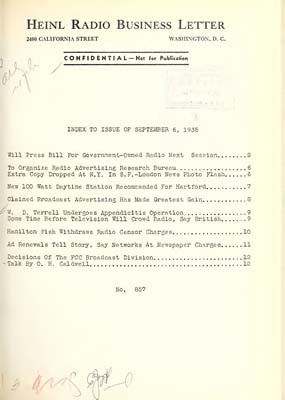 HEINL RADIO BUSINESS LETTER
2400 CALIFORNIA STREET WASHINGTON, D. C.
CONFIDENTIAL—Not for Publication
INDEX TO ISSUE OF SEPTEMBER 6, 1938
Will Press Bill For Government-Owned Radio Next Session.......2
To Organize Radio Advertising Research Bureau.................6
Extra Copy Dropped At N.Y. In S.F.-London News Photo Flash....6
New 100 Watt Daytime Station Recommended For Hartford.........7
Claimed Broadcast Advertising Has Made Greatest Gain..........8
W. D. Terrell Undergoes Appendicitis Operation................9
Some Time Before Television Will Crowd Radio, Say British.....9
Hamilton Fish Withdraws Radio Censor Charges.................10
Ad Renewals Tell Story, Say Networks At Newspaper Charges......11
Decisions Of The FCC Broadcast Division......................12
Talk By O. H. Caldwell.......................................12
No. 857